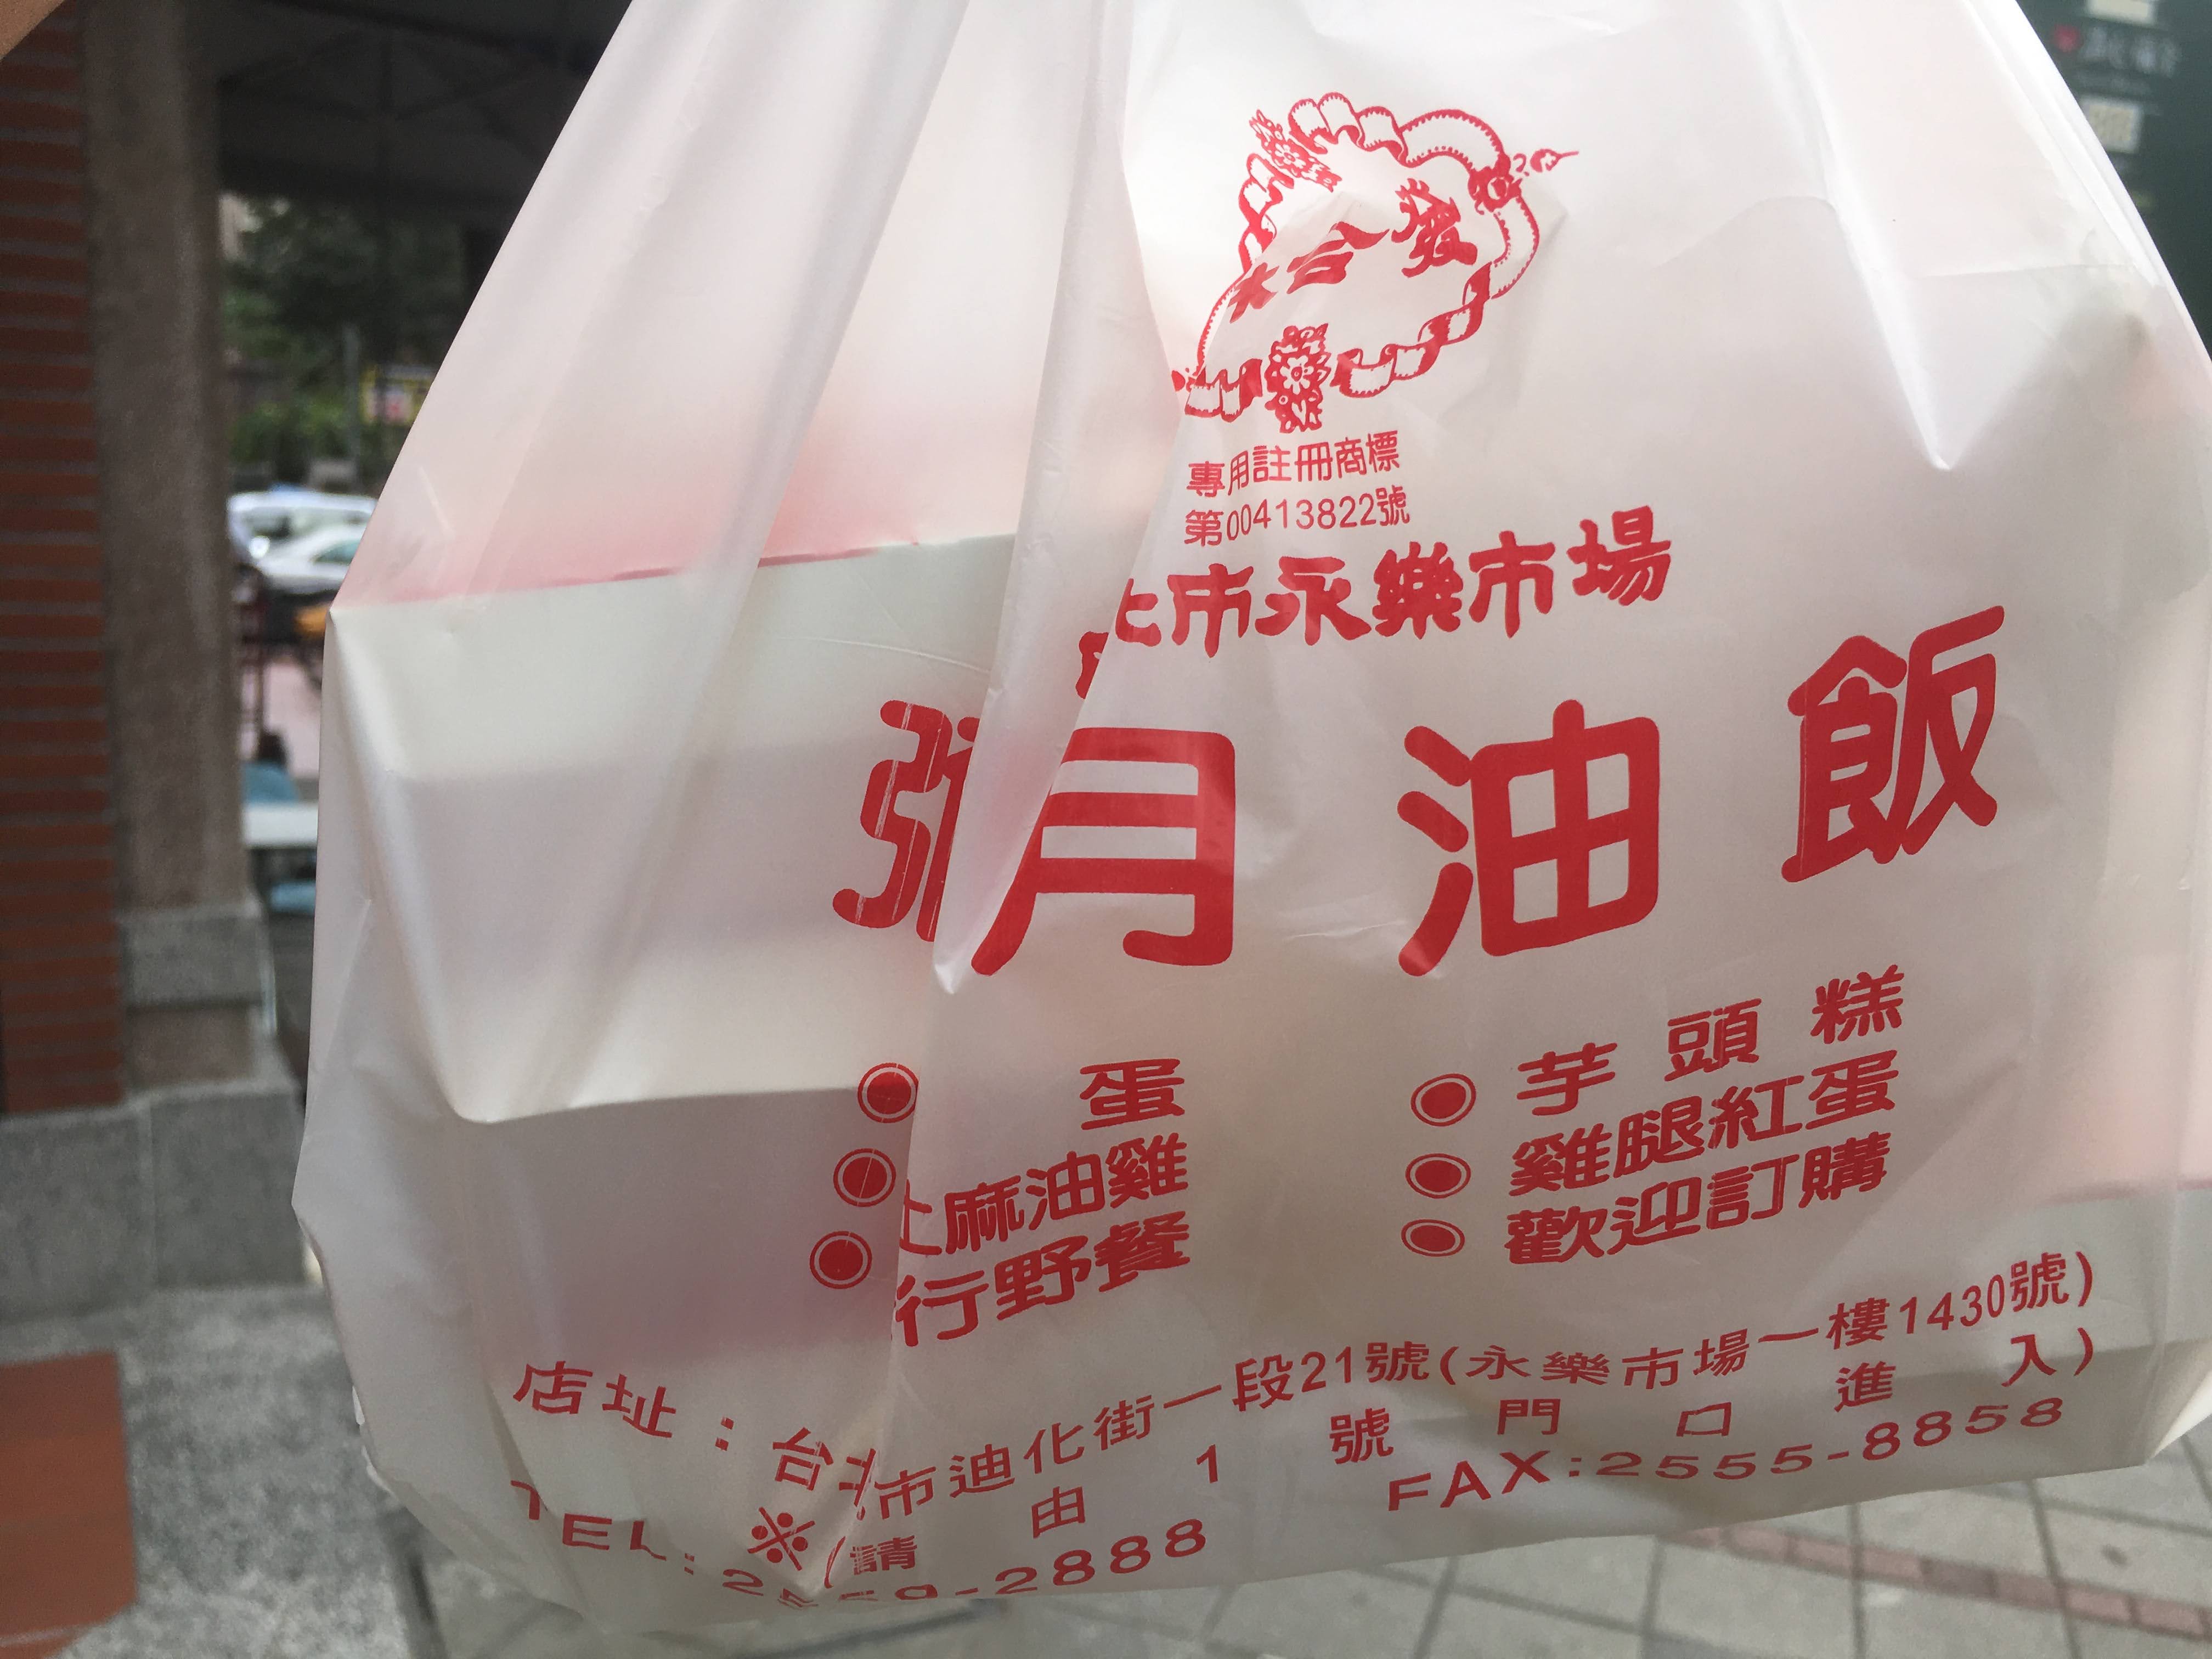 林合發
專用註冊商標
第00413822號
北市永樂市場
月油飯
蛋
芋頭糕
麻油雞
雞腿紅蛋
行野餐
歡迎訂購
店址：台北市迪化街一段21號(永樂市場一樓1430號)
※(請由1號門口進入)
TEL:2559-2888 FAX:2555-8858